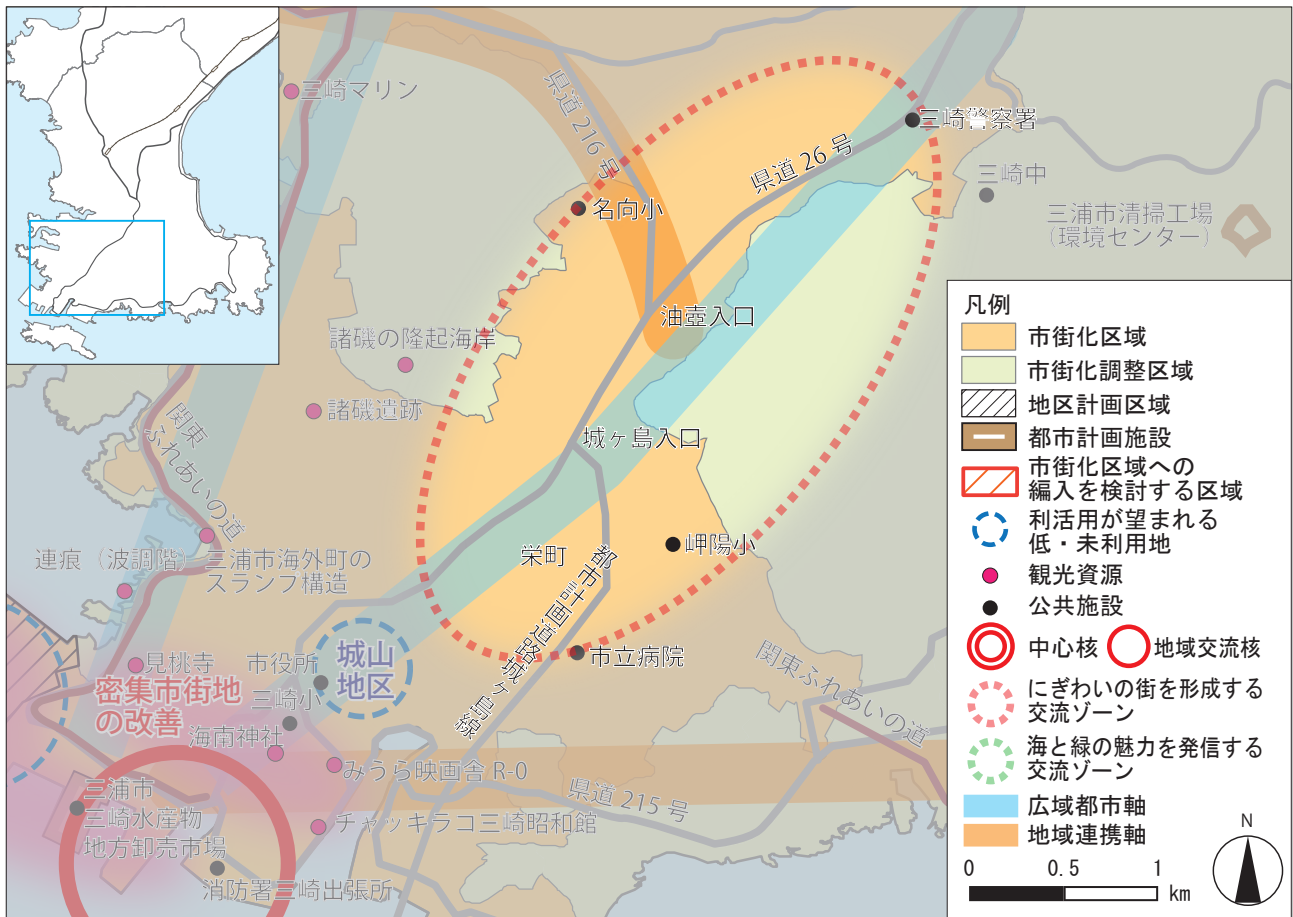 三崎マリン
県道 216 号
三崎警察署
県道 26 号
三崎中
名向小
三浦市清掃工場
（環境センター）
油壺入口
諸磯の隆起海岸
諸磯遺跡
関東
ふれあいの道
城ヶ島入口
連痕（波調階）
三浦市海外町の
スランフ構造
栄町
岬陽小
都市計画道路城ヶ島線
市立病院
城山
地区
見桃寺
市役所
密集市街地
の改善
三崎小
海南神社
関東ふれあいの道
みうら映画舎 R-0
県道 215 号
三浦市
三崎水産物
地方卸売市場
チャッキラコ三崎昭和館
消防署三崎出張所
凡例
市街化区域
市街化調整区域
地区計画区域
都市計画施設
市街化区域への
編入を検討する区域
利活用が望まれる
低・未利用地
観光資源
公共施設
中心核 地域交流核
にぎわいの街を形成する
交流ゾーン
海と緑の魅力を発信する
交流ゾーン
広域都市軸
地域連携軸
0 0.5 1
km
N